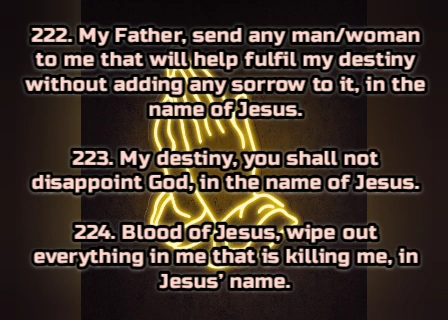 222. My Father, send any man/woman
to me that will help fulfil my destiny
without adding any sorrow to it, in the
name of Jesus.
223. My destiny, you shall not
disappoint God, in the name of Jesus.
224. Blood of Jesus, wipe out
everything in me that is killing me, in
Jesus’ name.